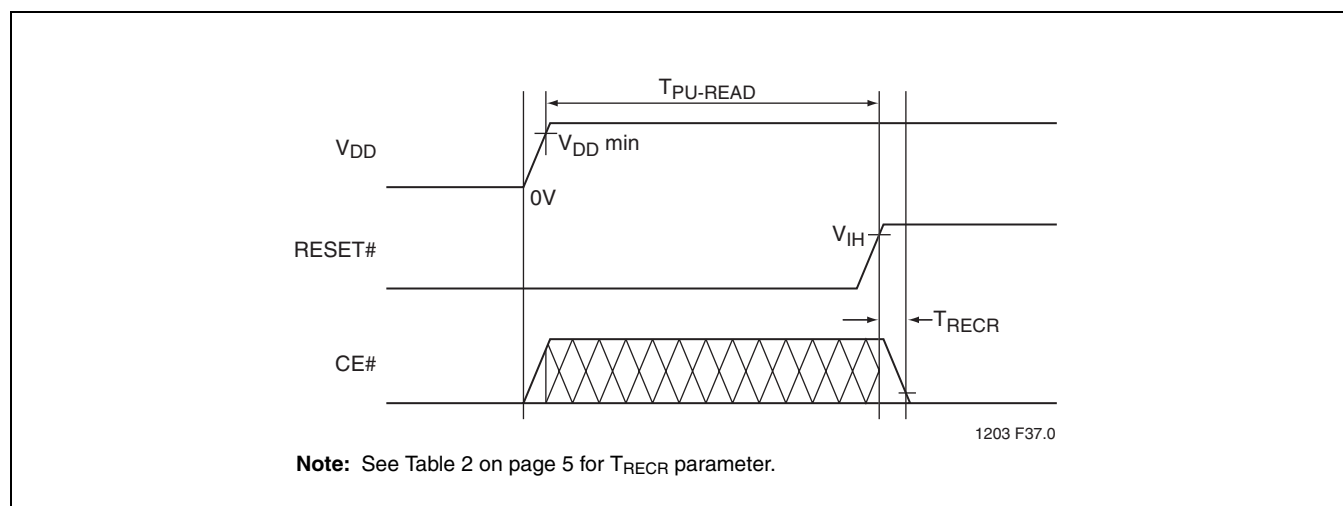 TPU-READ
VDD
VDD min
0V
VIH
RESET#
TRECR
CE#
1203 F37.0
Note: See Table 2 on page 5 for TRECR parameter.